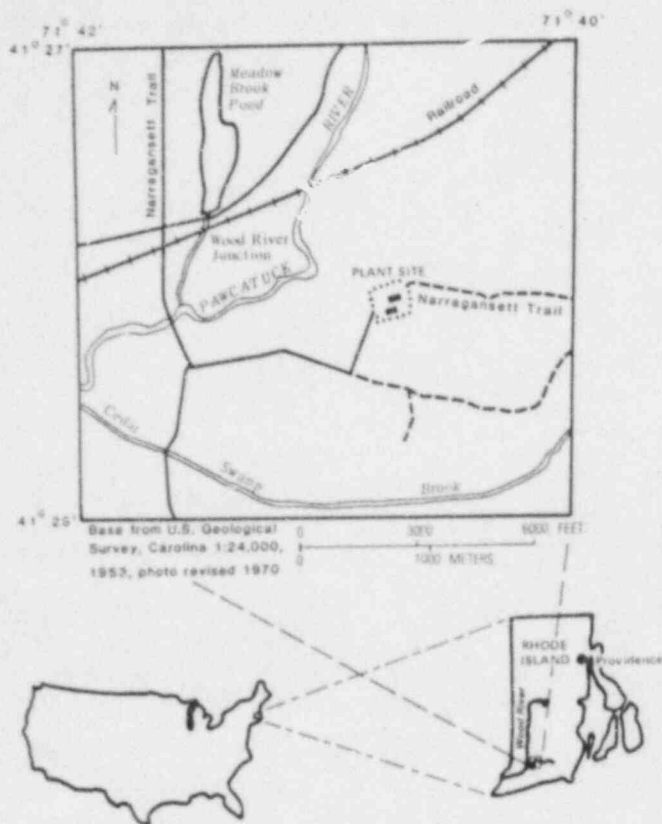 71° 42'
71° 40'
41° 27'
N
Narragansett Trail
Meadow
Brook
Pond
RIVER
Railroad
Wood River
Junction
PAWCATUCK
PLANT SITE
Narragansett Trail
Cedar
Swamp
Brook
41° 25'
Base from U.S. Geological
Survey, Carolina 1:24,000,
1953, photo revised 1970
0 3000 6000 FEET
0 1000 METERS
RHODE
ISLAND
Providence
Wood River